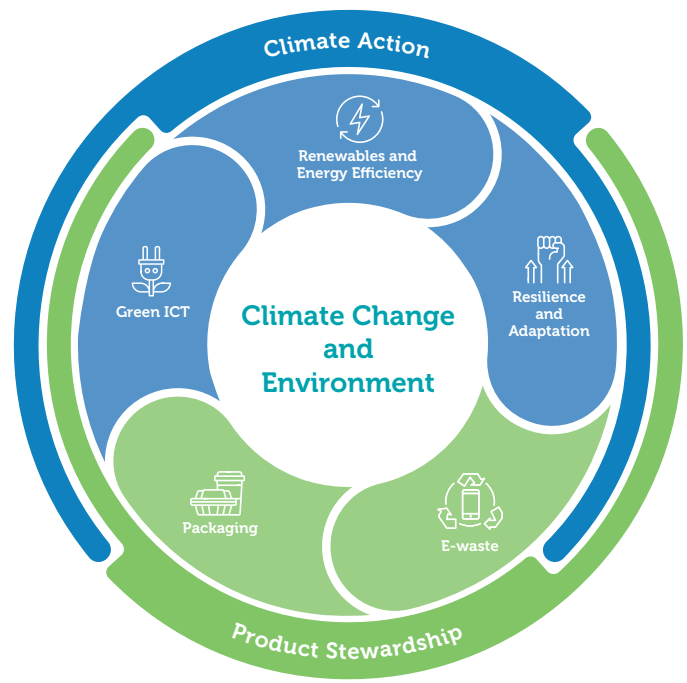 Climate Action
Renewables and
Energy Efficiency
Green ICT
Resilience
and
Adaptation
Climate Change
and
Environment
Packaging
E-waste
Product Stewardship